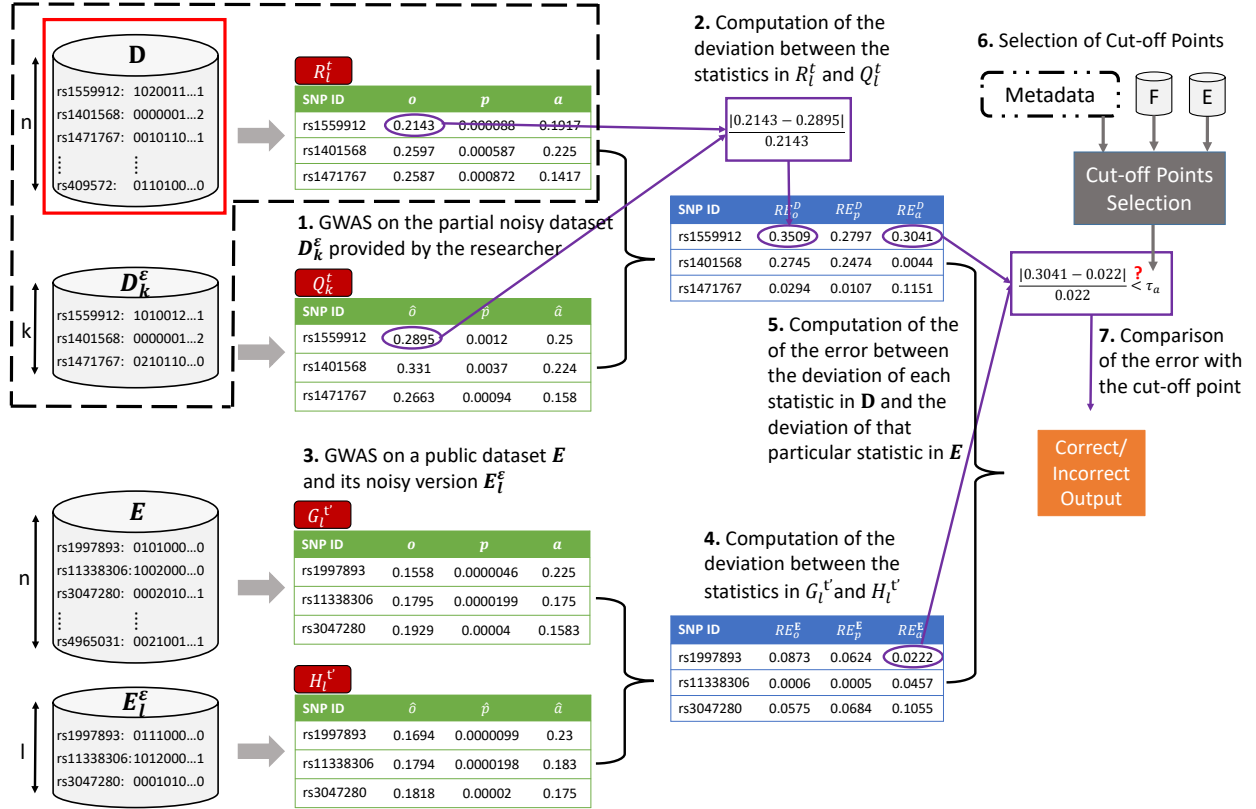 D
n
rs1559912: 1020011...1
rs1401568: 0000001...2
rs1471767: 0010110...1
⋮ ⋮
rs409572: 0110100...0
R_l^t
SNP ID o p a
rs1559912 0.2143 0.000088 0.1917
rs1401568 0.2597 0.000587 0.225
rs1471767 0.2587 0.000872 0.1417
1. GWAS on the partial noisy dataset
D_k^ε provided by the researcher
D_k^ε
k
rs1559912: 1010012...1
rs1401568: 0000001...2
rs1471767: 0210110...0
Q_k^t
SNP ID ô p̂ â
rs1559912 0.2895 0.0012 0.25
rs1401568 0.331 0.0037 0.224
rs1471767 0.2663 0.00094 0.158
2. Computation of the
deviation between the
statistics in R_l^t and Q_l^t
|0.2143 − 0.2895|
0.2143
SNP ID RE_o^D RE_p^D RE_a^D
rs1559912 0.3509 0.2797 0.3041
rs1401568 0.2745 0.2474 0.0044
rs1471767 0.0294 0.0107 0.1151
6. Selection of Cut-off Points
Metadata
F
E
Cut-off Points
Selection
|0.3041 − 0.022|
0.022
?
< τ_a
5. Computation of the
of the error between
the deviation of each
statistic in D and the
deviation of that
particular statistic in E
7. Comparison
of the error with
the cut-off point
Correct/
Incorrect
Output
3. GWAS on a public dataset E
and its noisy version E_l^ε
E
n
rs1997893: 0101000...0
rs11338306: 1002000...0
rs3047280: 0002010...1
⋮ ⋮
rs4965031: 0021001...1
G_l^t'
SNP ID o p a
rs1997893 0.1558 0.0000046 0.225
rs11338306 0.1795 0.0000199 0.175
rs3047280 0.1929 0.00004 0.1583
E_l^ε
l
rs1997893: 0111000...0
rs11338306: 1012000...1
rs3047280: 0001010...0
H_l^t'
SNP ID ô p̂ â
rs1997893 0.1694 0.0000099 0.23
rs11338306 0.1794 0.0000198 0.183
rs3047280 0.1818 0.00002 0.175
4. Computation of the
deviation between the
statistics in G_l^t' and H_l^t'
SNP ID RE_o^E RE_p^E RE_a^E
rs1997893 0.0873 0.0624 0.0222
rs11338306 0.0006 0.0005 0.0457
rs3047280 0.0575 0.0684 0.1055